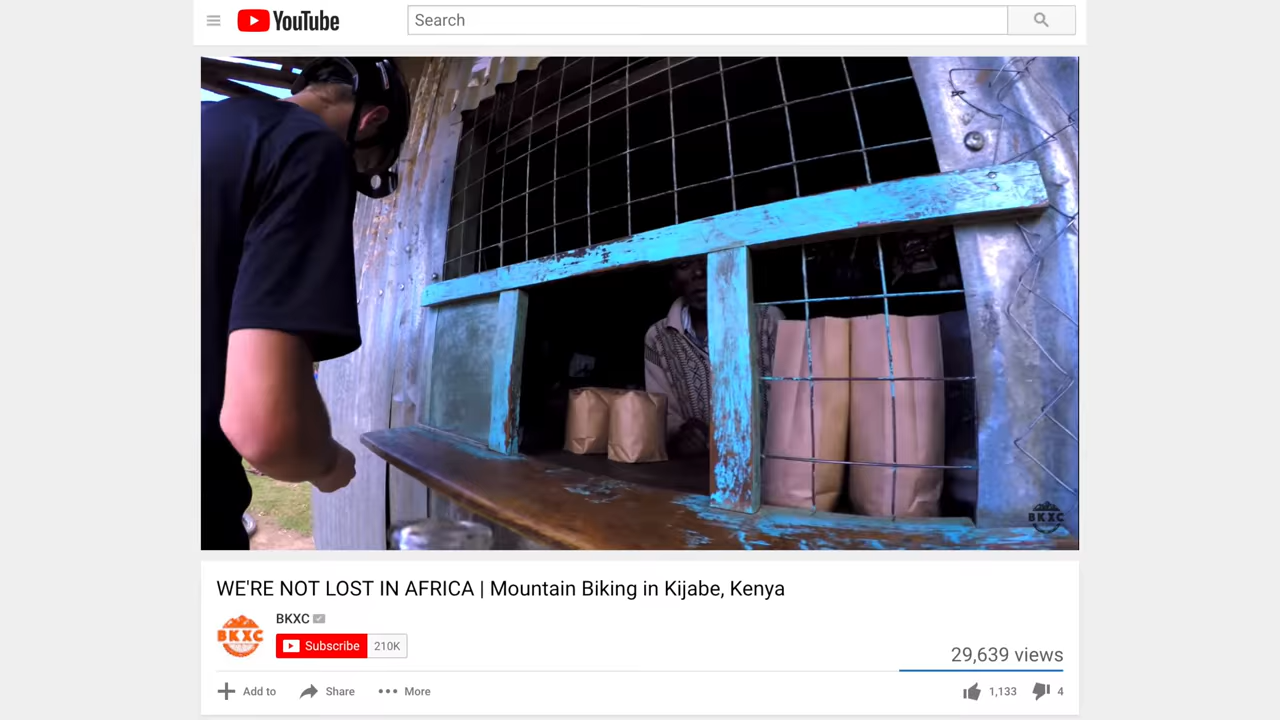 YouTube
Search
BKXC
WE'RE NOT LOST IN AFRICA | Mountain Biking in Kijabe, Kenya
BKXC
BKXC
Subscribe 210K
29,639 views
Add to Share More
1,133 4